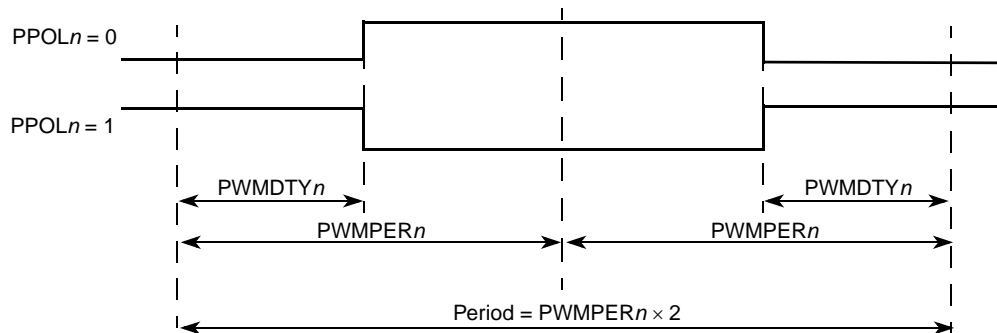 PPOLn = 0
PPOLn = 1
PWMDTYn PWMDTYn
PWMPERn PWMPERn
Period = PWMPERn × 2